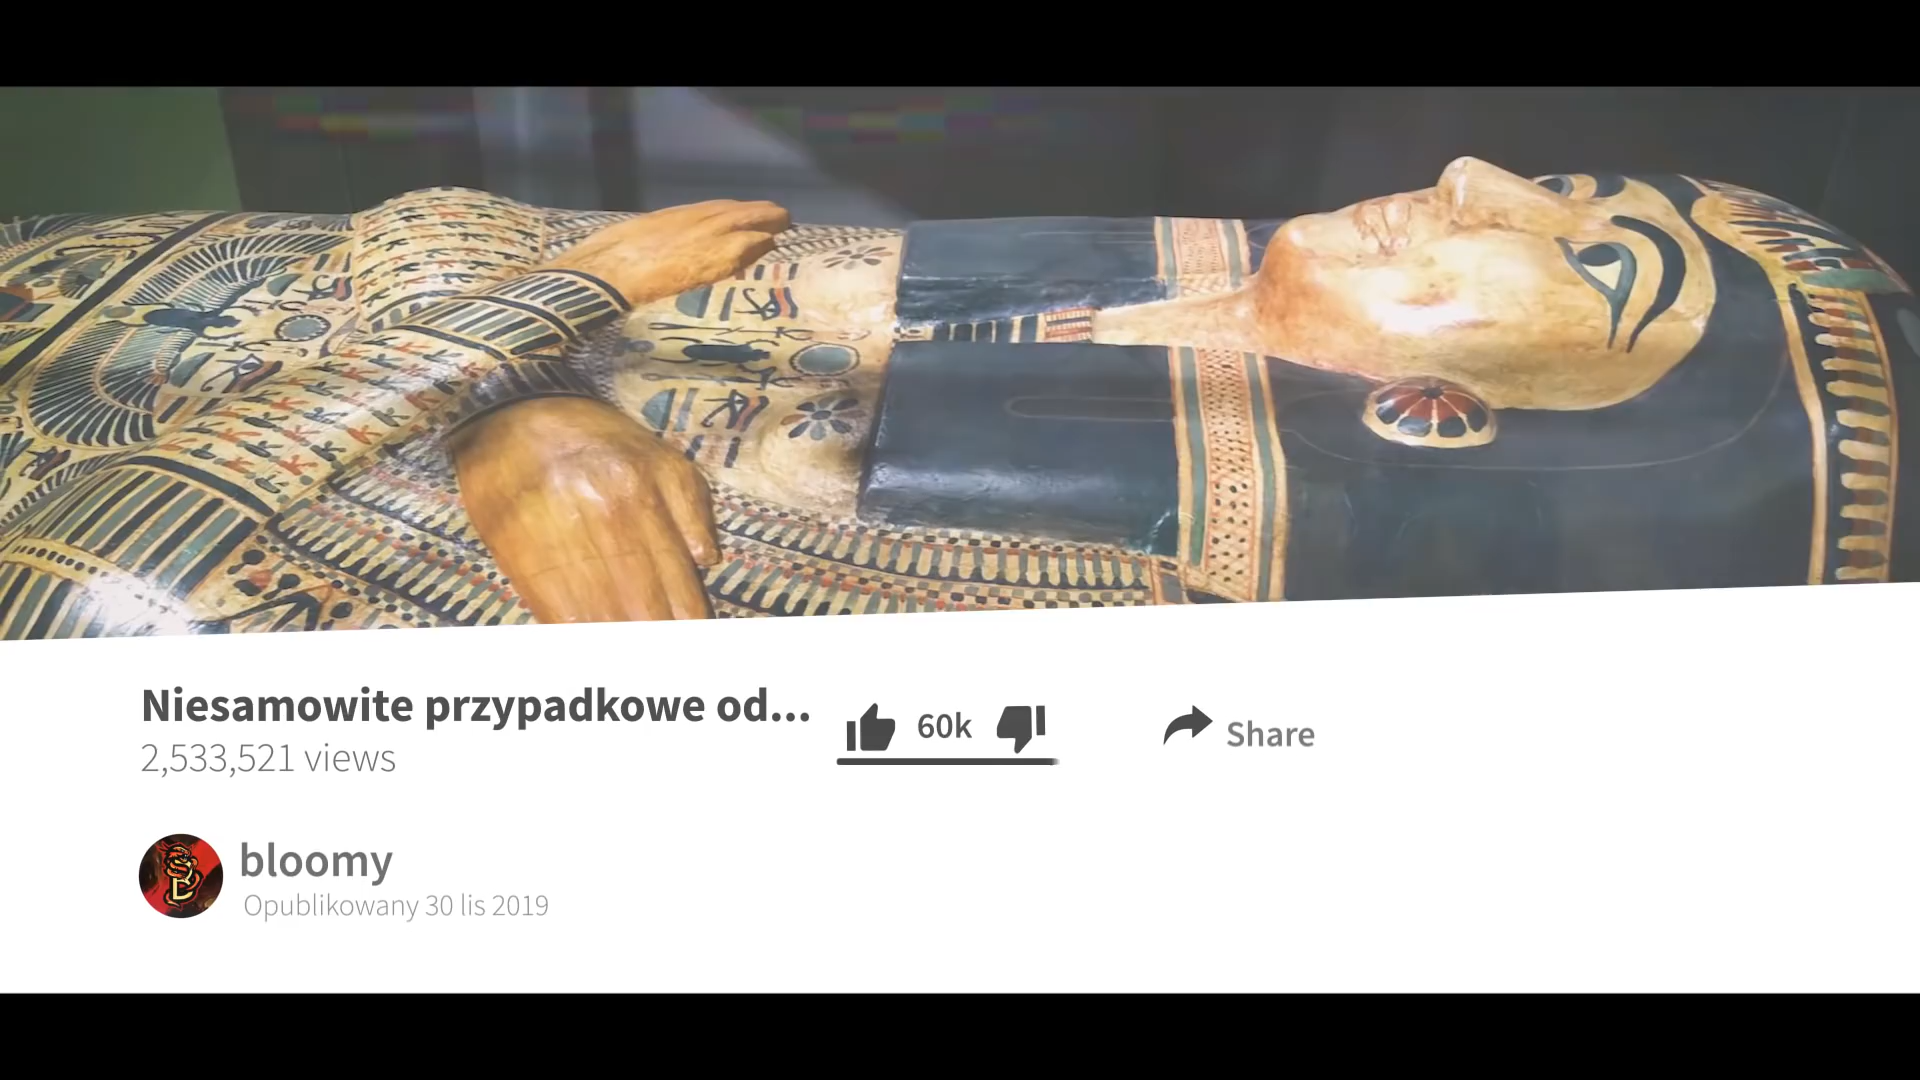 Niesamowite przypadkowe od...
2,533,521 views
60k
Share
bloomy
Opublikowany 30 lis 2019